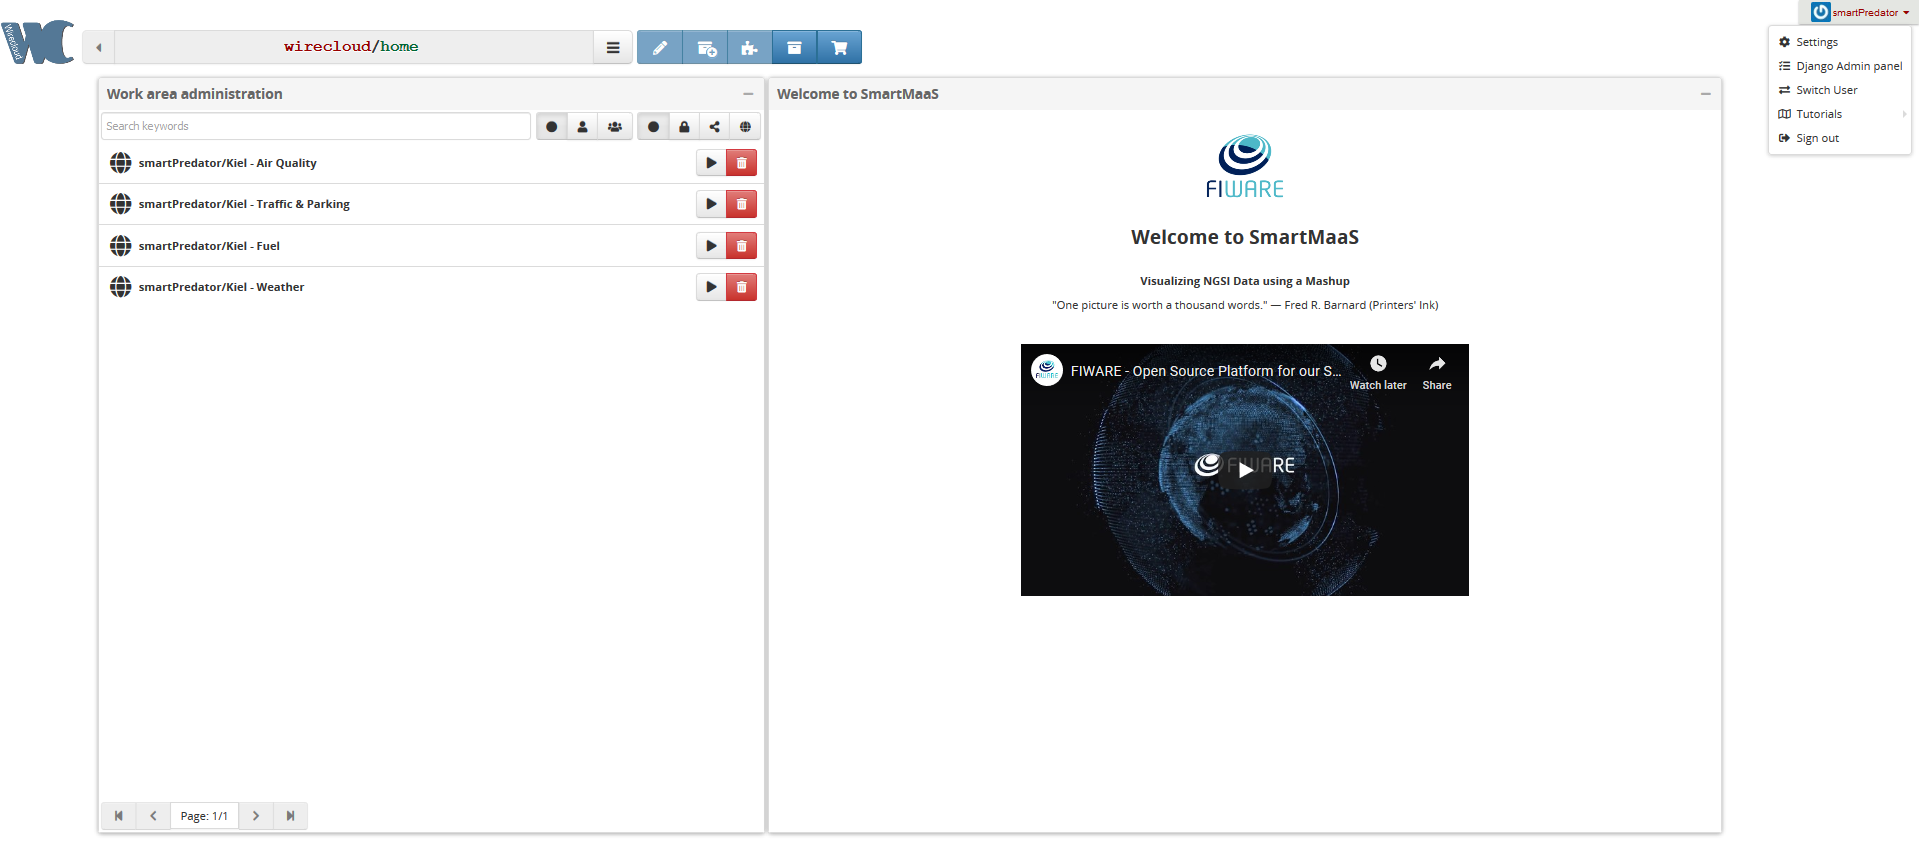 smartPredator
Wirecloud
WC
wirecloud/home
Settings
Django Admin panel
Switch User
Tutorials
Sign out
Work area administration
Search keywords
smartPredator/Kiel - Air Quality
smartPredator/Kiel - Traffic & Parking
smartPredator/Kiel - Fuel
smartPredator/Kiel - Weather
Page: 1/1
Welcome to SmartMaaS
FIWARE
Welcome to SmartMaaS
Visualizing NGSI Data using a Mashup
"One picture is worth a thousand words." — Fred R. Barnard (Printers' Ink)
FIWARE - Open Source Platform for our S...
Watch later
Share
FIWARE